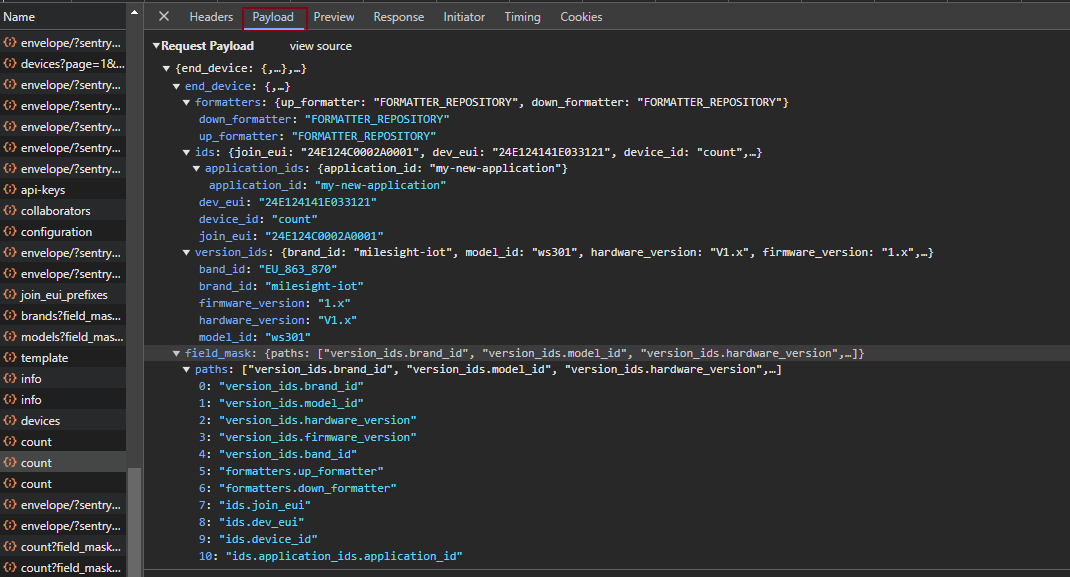 Name
envelope/?sentry...
devices?page=1&...
envelope/?sentry...
envelope/?sentry...
envelope/?sentry...
envelope/?sentry...
envelope/?sentry...
api-keys
collaborators
configuration
envelope/?sentry...
envelope/?sentry...
join_eui_prefixes
brands?field_mas...
models?field_mas...
template
info
info
devices
count
count
count
envelope/?sentry...
envelope/?sentry...
count?field_mask...
count?field_mask...
Headers Payload Preview Response Initiator Timing Cookies
Request Payload view source
{end_device: {,…},…}
end_device: {,…}
formatters: {up_formatter: "FORMATTER_REPOSITORY", down_formatter: "FORMATTER_REPOSITORY"}
down_formatter: "FORMATTER_REPOSITORY"
up_formatter: "FORMATTER_REPOSITORY"
ids: {join_eui: "24E124C0002A0001", dev_eui: "24E124141E033121", device_id: "count",…}
application_ids: {application_id: "my-new-application"}
application_id: "my-new-application"
dev_eui: "24E124141E033121"
device_id: "count"
join_eui: "24E124C0002A0001"
version_ids: {brand_id: "milesight-iot", model_id: "ws301", hardware_version: "V1.x", firmware_version: "1.x",…}
band_id: "EU_863_870"
brand_id: "milesight-iot"
firmware_version: "1.x"
hardware_version: "V1.x"
model_id: "ws301"
field_mask: {paths: ["version_ids.brand_id", "version_ids.model_id", "version_ids.hardware_version",…]}
paths: ["version_ids.brand_id", "version_ids.model_id", "version_ids.hardware_version",…]
0: "version_ids.brand_id"
1: "version_ids.model_id"
2: "version_ids.hardware_version"
3: "version_ids.firmware_version"
4: "version_ids.band_id"
5: "formatters.up_formatter"
6: "formatters.down_formatter"
7: "ids.join_eui"
8: "ids.dev_eui"
9: "ids.device_id"
10: "ids.application_ids.application_id"